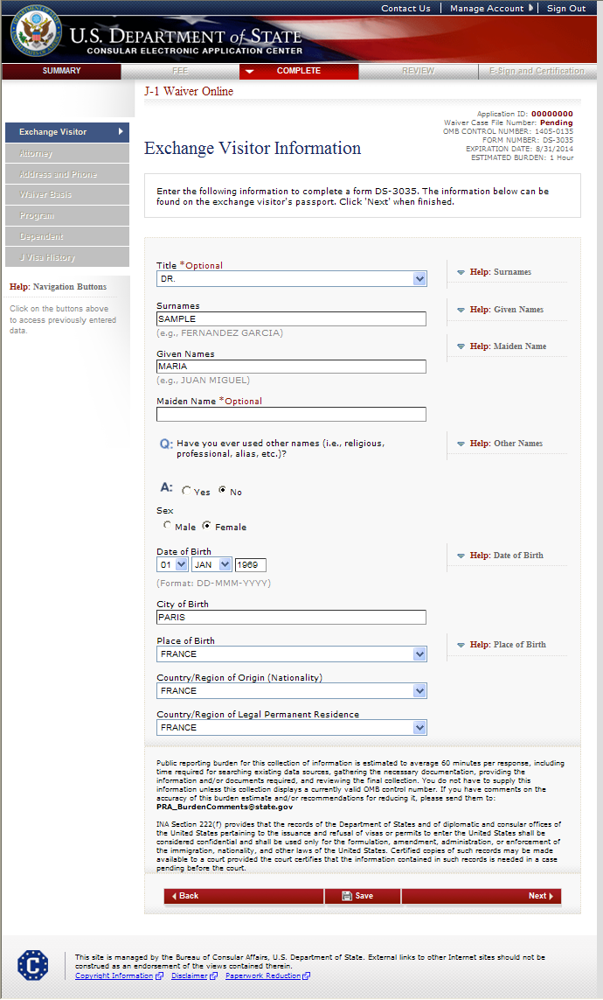 Contact Us | Manage Account | Sign Out
U.S. DEPARTMENT of STATE
CONSULAR ELECTRONIC APPLICATION CENTER
SUMMARY FEE COMPLETE REVIEW E-Sign and Certification
J-1 Waiver Online
Application ID: 00000000
Waiver Case File Number: Pending
OMB CONTROL NUMBER: 1405-0135
FORM NUMBER: DS-3035
EXPIRATION DATE: 8/31/2014
ESTIMATED BURDEN: 1 Hour
Exchange Visitor
Attorney
Address and Phone
Waiver Basis
Program
Dependent
J Visa History
Help: Navigation Buttons
Click on the buttons above
to access previously entered
data.
Exchange Visitor Information
Enter the following information to complete a form DS-3035. The information below can be
found on the exchange visitor's passport. Click 'Next' when finished.
Title *Optional
DR.
Help: Surnames
Surnames
SAMPLE
(e.g., FERNANDEZ GARCIA)
Help: Given Names
Given Names
MARIA
(e.g., JUAN MIGUEL)
Help: Maiden Name
Maiden Name *Optional
Q: Have you ever used other names (i.e., religious,
professional, alias, etc.)?
Help: Other Names
A: Yes No
Sex
Male Female
Date of Birth
01 JAN 1969
(Format: DD-MMM-YYYY)
Help: Date of Birth
City of Birth
PARIS
Place of Birth
FRANCE
Help: Place of Birth
Country/Region of Origin (Nationality)
FRANCE
Country/Region of Legal Permanent Residence
FRANCE
Public reporting burden for this collection of information is estimated to average 60 minutes per response, including
time required for searching existing data sources, gathering the necessary documentation, providing the
information and/or documents required, and reviewing the final collection. You do not have to supply this
information unless this collection displays a currently valid OMB control number. If you have comments on the
accuracy of this burden estimate and/or recommendations for reducing it, please send them to:
PRA_BurdenComments@state.gov
INA Section 222(f) provides that the records of the Department of State and of diplomatic and consular offices of
the United States pertaining to the issuance and refusal of visas or permits to enter the United States shall be
considered confidential and shall be used only for the formulation, amendment, administration, or enforcement of
the immigration, nationality, and other laws of the United States. Certified copies of such records may be made
available to a court provided the court certifies that the information contained in such records is needed in a case
pending before the court.
Back Save Next
C
This site is managed by the Bureau of Consular Affairs, U.S. Department of State. External links to other Internet sites should not be
construed as an endorsement of the views contained therein.
Copyright Information Disclaimer Paperwork Reduction